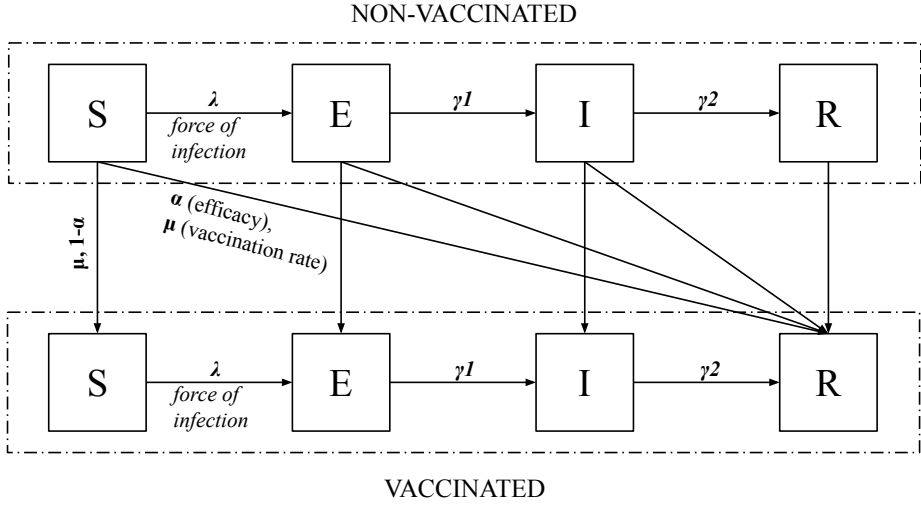 NON-VACCINATED
S
λ
force of
infection
E
γ1
I
γ2
R
μ, 1-α
α (efficacy),
μ (vaccination rate)
S
λ
force of
infection
E
γ1
I
γ2
R
VACCINATED